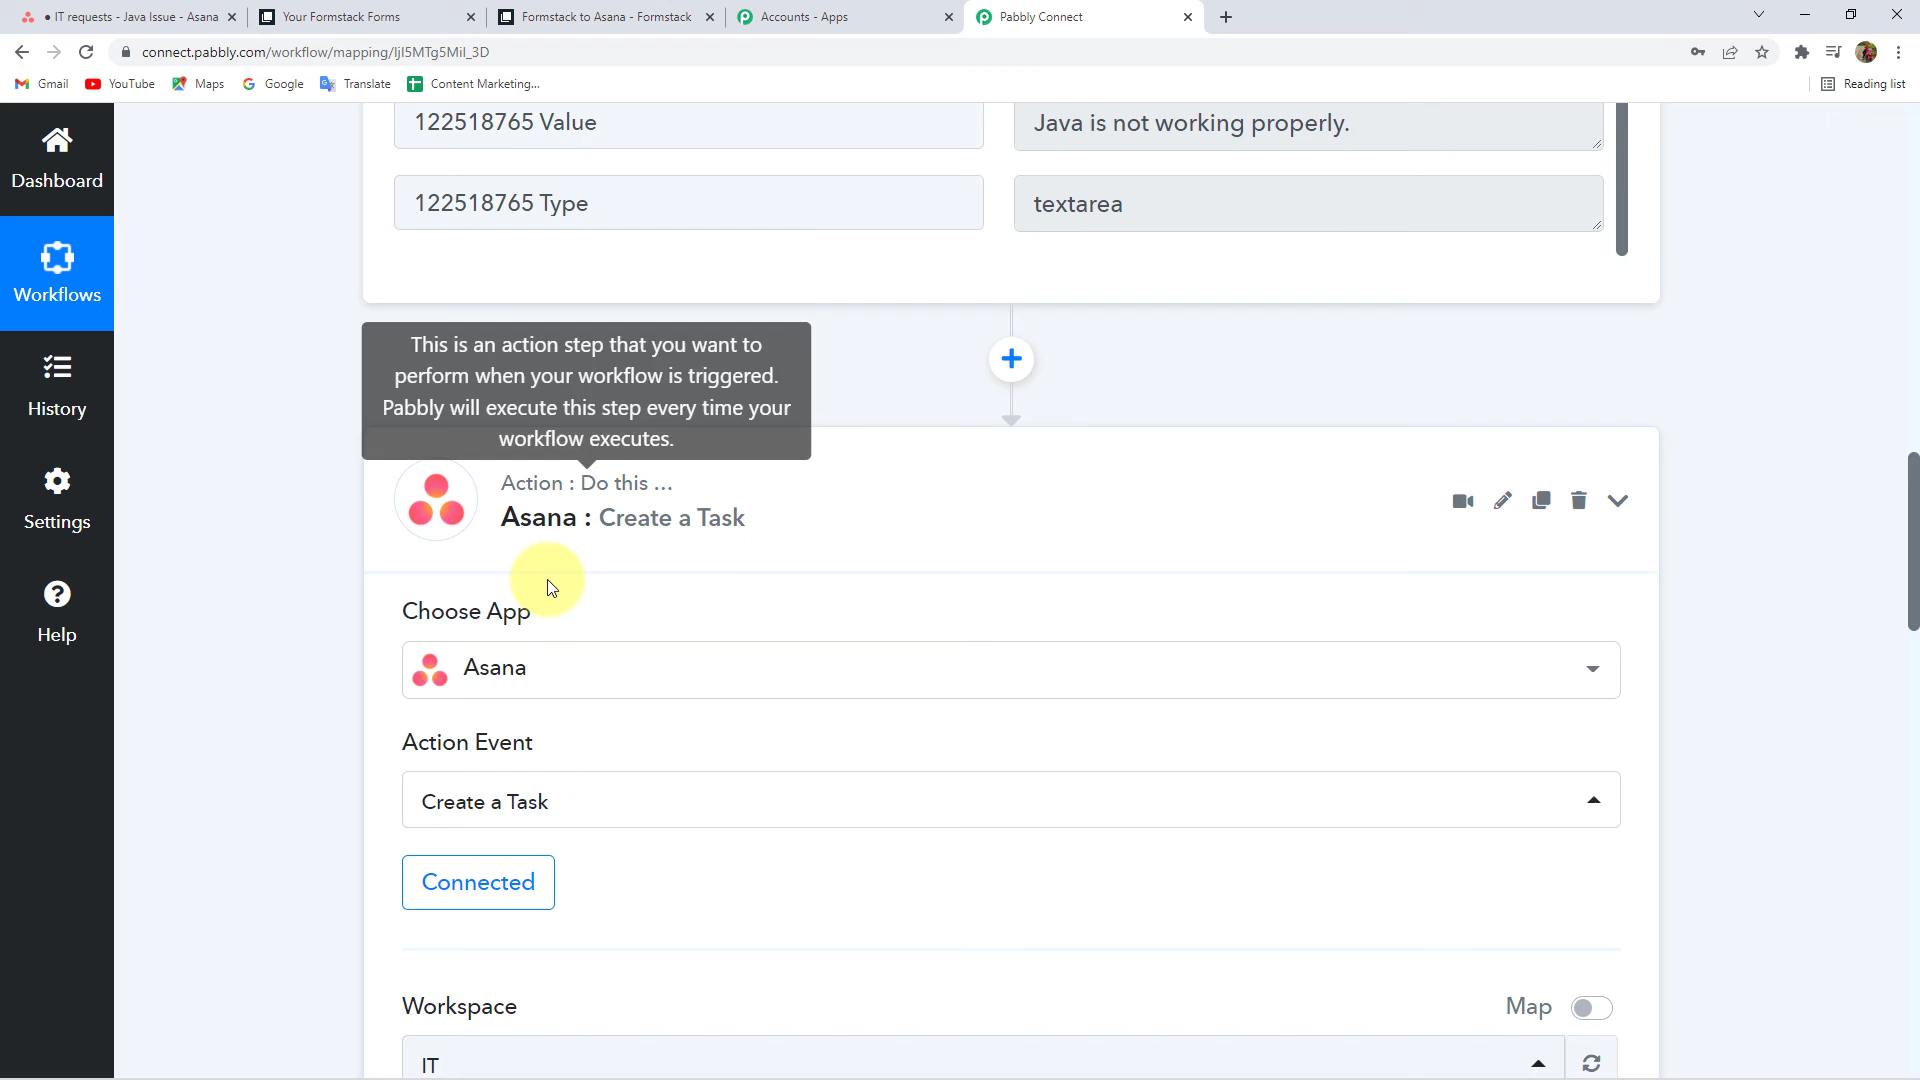 • IT requests - Java Issue - Asana
Your Formstack Forms
Formstack to Asana - Formstack
Accounts - Apps
Pabbly Connect
connect.pabbly.com/workflow/mapping/IjI5MTg5MiI_3D
Gmail
YouTube
Maps
Google
Translate
Content Marketing...
Reading list
Dashboard
Workflows
History
Settings
Help
122518765 Value
Java is not working properly.
122518765 Type
textarea
This is an action step that you want to
perform when your workflow is triggered.
Pabbly will execute this step every time your
workflow executes.
Action : Do this ...
Asana : Create a Task
Choose App
Asana
Action Event
Create a Task
Connected
Workspace
Map
IT